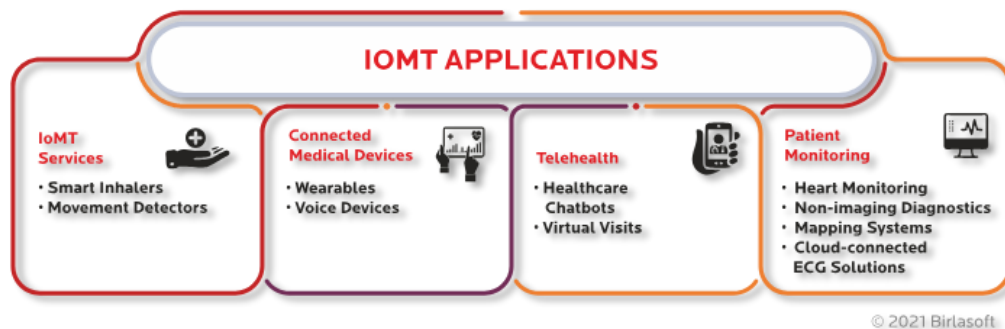 IOMT APPLICATIONS
IoMT
Services
· Smart Inhalers
· Movement Detectors
Connected
Medical Devices
· Wearables
· Voice Devices
Telehealth
· Healthcare
Chatbots
· Virtual Visits
Patient
Monitoring
· Heart Monitoring
· Non-imaging Diagnostics
· Mapping Systems
· Cloud-connected
ECG Solutions
© 2021 Birlasoft